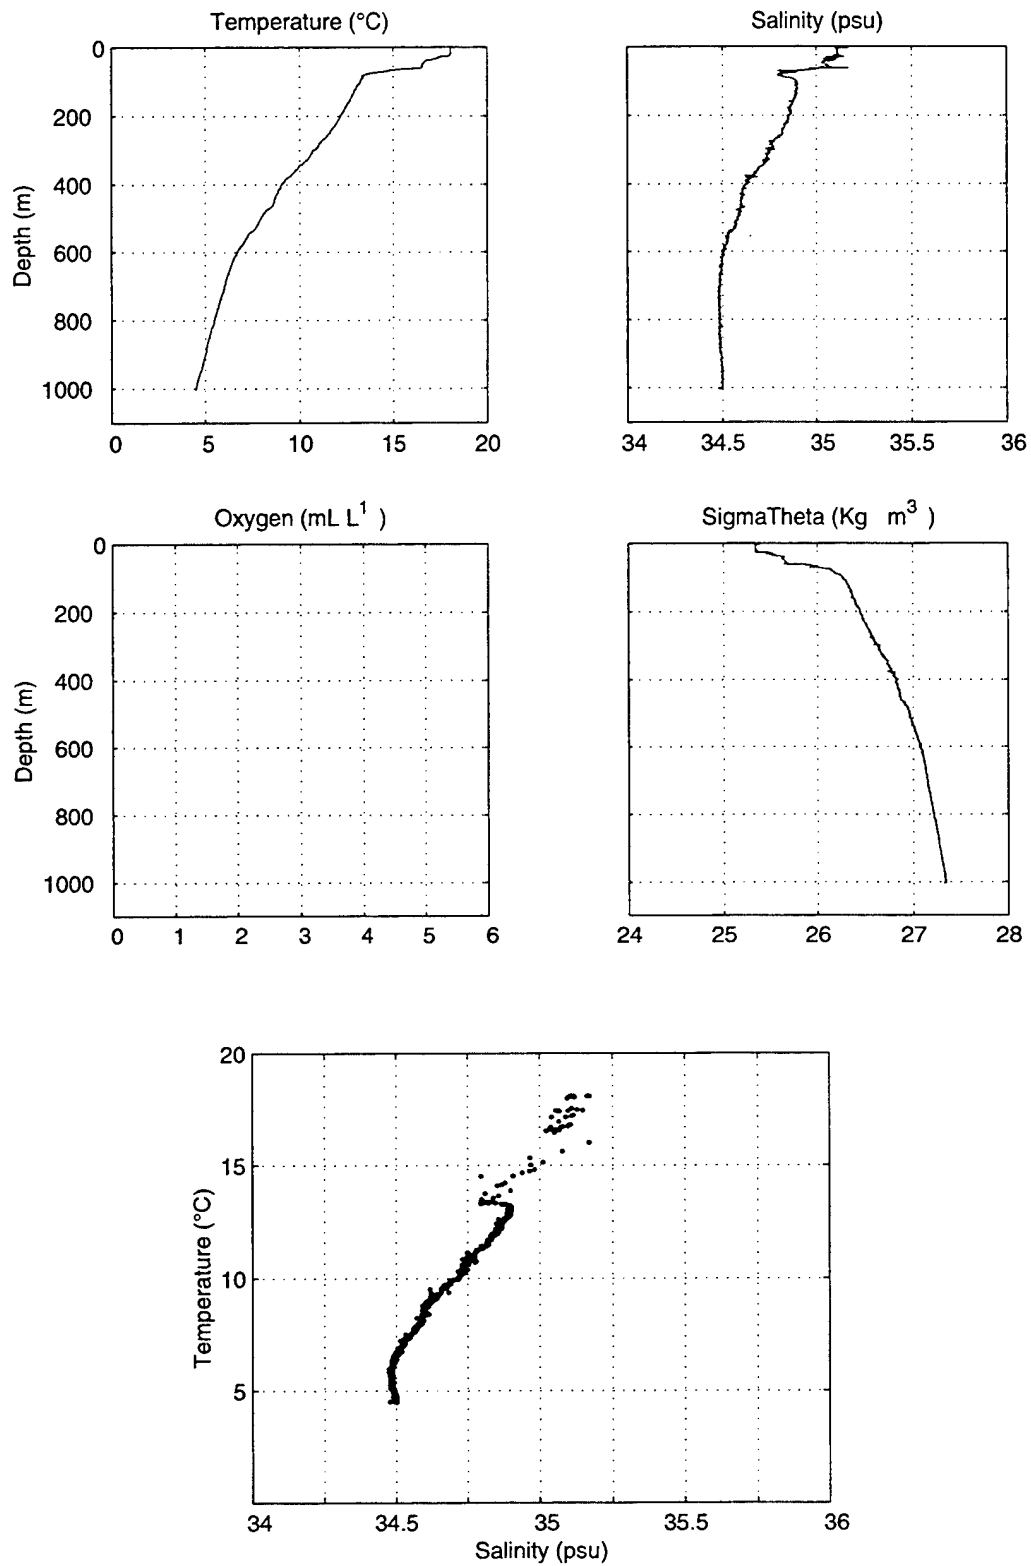 Temperature (°C)
0
200
400
600
800
1000
Depth (m)
0 5 10 15 20
Salinity (psu)
34 34.5 35 35.5 36
Oxygen (mL L1 )
0
200
400
600
800
1000
Depth (m)
0 1 2 3 4 5 6
SigmaTheta (Kg m3 )
24 25 26 27 28
20
15
10
5
Temperature (°C)
34 34.5 35 35.5 36
Salinity (psu)